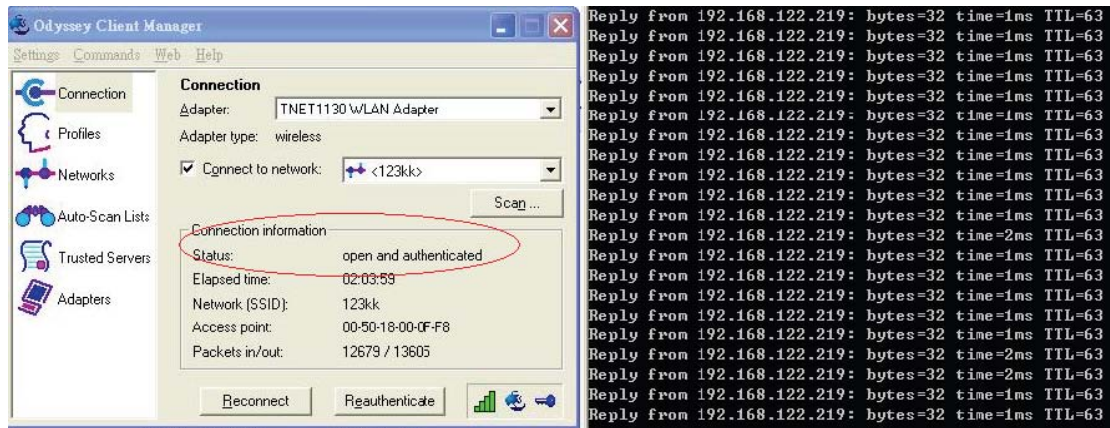 Odyssey Client Manager
Settings Commands Web Help
Connection
Profiles
Networks
Auto-Scan Lists
Trusted Servers
Adapters
Connection
Adapter: TNET1130 WLAN Adapter
Adapter type: wireless
Connect to network: <123kk>
Scan ...
Connection information
Status: open and authenticated
Elapsed time: 02:03:59
Network (SSID): 123kk
Access point: 00-50-18-00-0F-F8
Packets in/out: 12679 / 13605
Reconnect Reauthenticate
Reply from 192.168.122.219: bytes=32 time=1ms TTL=63
Reply from 192.168.122.219: bytes=32 time=1ms TTL=63
Reply from 192.168.122.219: bytes=32 time=1ms TTL=63
Reply from 192.168.122.219: bytes=32 time=1ms TTL=63
Reply from 192.168.122.219: bytes=32 time=1ms TTL=63
Reply from 192.168.122.219: bytes=32 time=1ms TTL=63
Reply from 192.168.122.219: bytes=32 time=1ms TTL=63
Reply from 192.168.122.219: bytes=32 time=1ms TTL=63
Reply from 192.168.122.219: bytes=32 time=1ms TTL=63
Reply from 192.168.122.219: bytes=32 time=1ms TTL=63
Reply from 192.168.122.219: bytes=32 time=1ms TTL=63
Reply from 192.168.122.219: bytes=32 time=2ms TTL=63
Reply from 192.168.122.219: bytes=32 time=1ms TTL=63
Reply from 192.168.122.219: bytes=32 time=1ms TTL=63
Reply from 192.168.122.219: bytes=32 time=1ms TTL=63
Reply from 192.168.122.219: bytes=32 time=1ms TTL=63
Reply from 192.168.122.219: bytes=32 time=1ms TTL=63
Reply from 192.168.122.219: bytes=32 time=2ms TTL=63
Reply from 192.168.122.219: bytes=32 time=2ms TTL=63
Reply from 192.168.122.219: bytes=32 time=1ms TTL=63
Reply from 192.168.122.219: bytes=32 time=1ms TTL=63